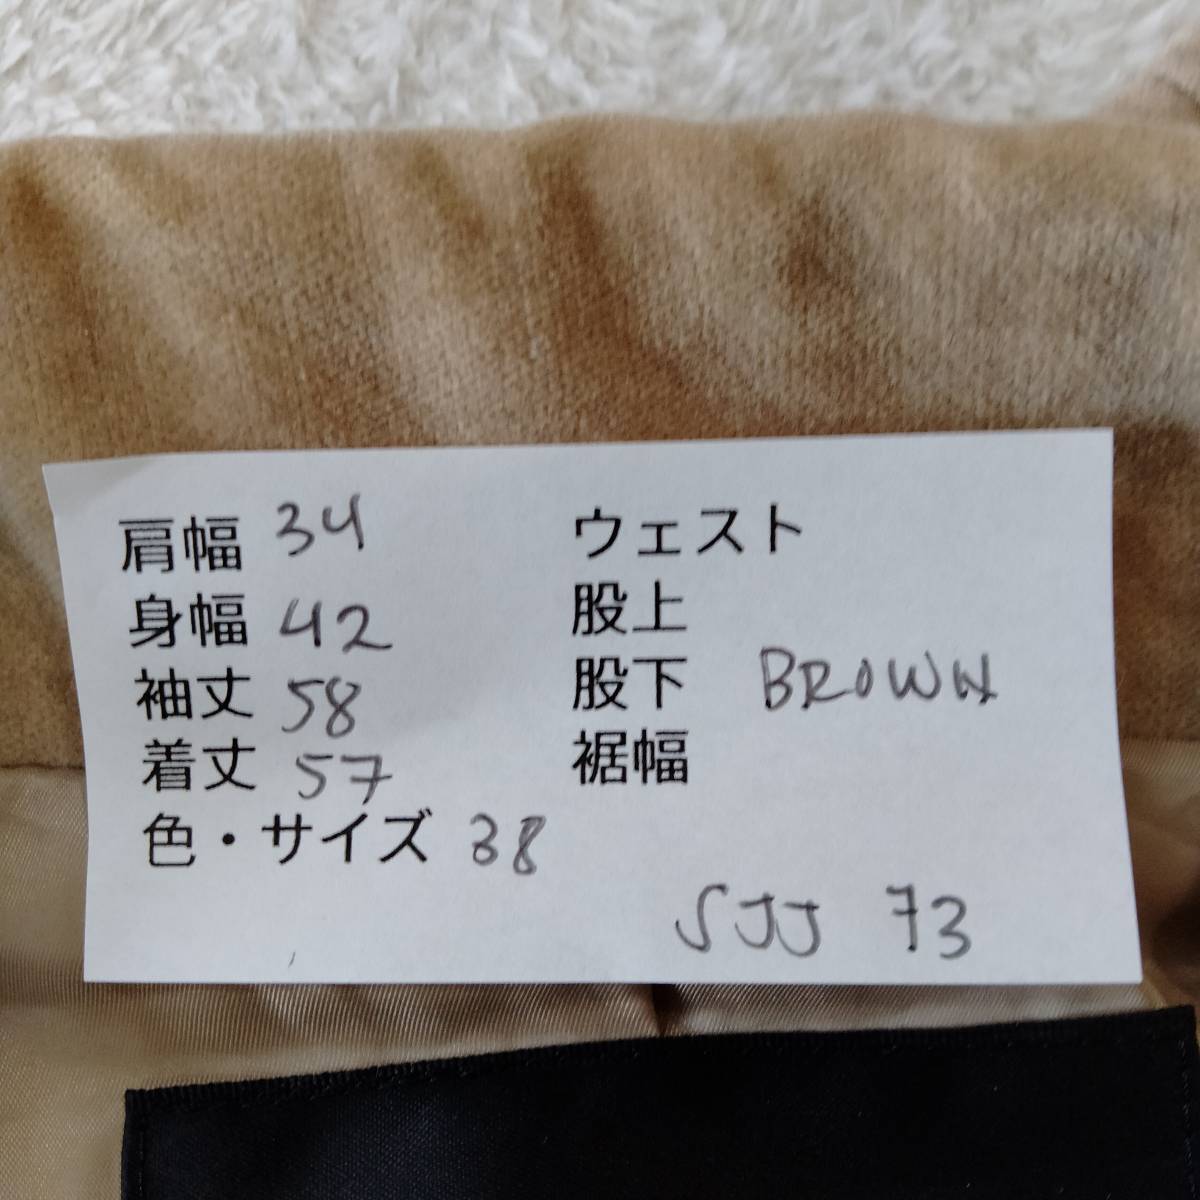 肩幅 34
身幅 42
袖丈 58
着丈 57
色・サイズ 38
ウェスト
股上
股下 BROWN
裾幅
SJJ 73